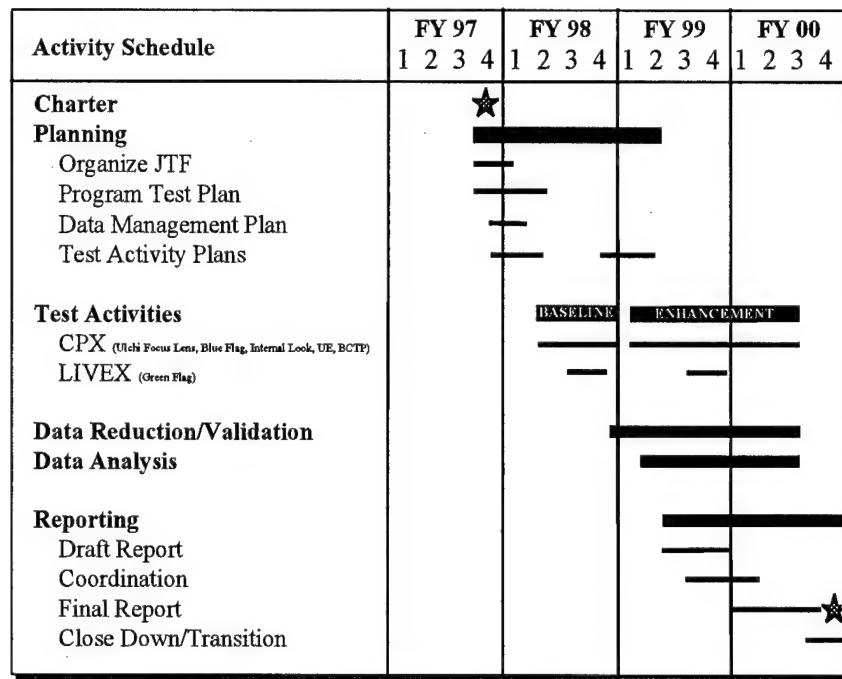 Activity Schedule
FY 97 FY 98 FY 99 FY 00
1 2 3 4 1 2 3 4 1 2 3 4 1 2 3 4
Charter
Planning
Organize JTF
Program Test Plan
Data Management Plan
Test Activity Plans
Test Activities BASELINE ENHANCEMENT
CPX (Ulchi Focus Lens, Blue Flag, Internal Look, UE, BCTP)
LIVEX (Green Flag)
Data Reduction/Validation
Data Analysis
Reporting
Draft Report
Coordination
Final Report
Close Down/Transition